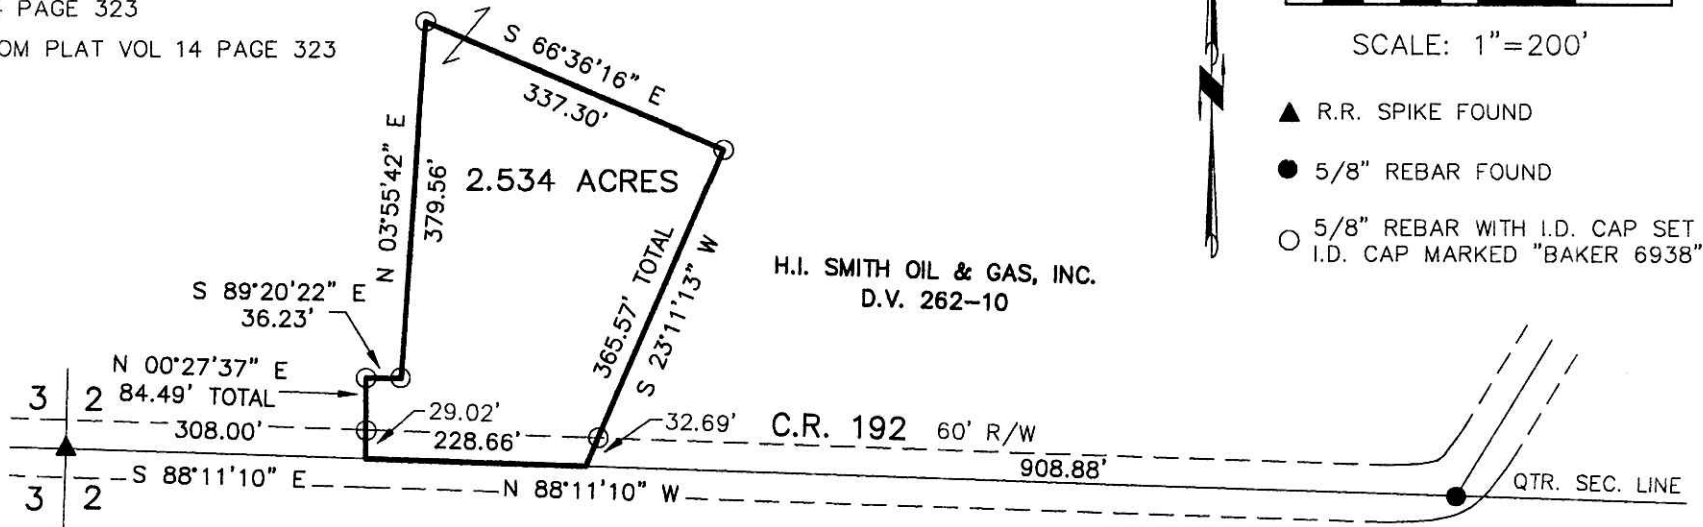 PAGE 323
OM PLAT VOL 14 PAGE 323
S 66°36'16" E
337.30'
N 03°55'42" E
379.56'
2.534 ACRES
365.57' TOTAL
S 23°11'13" W
S 89°20'22" E
36.23'
N 00°27'37" E
84.49' TOTAL
3 2
308.00'
29.02'
228.66'
32.69'
C.R. 192 60' R/W
908.88'
QTR. SEC. LINE
S 88°11'10" E
N 88°11'10" W
3 2
H.I. SMITH OIL & GAS, INC.
D.V. 262-10
SCALE: 1"=200'
R.R. SPIKE FOUND
5/8" REBAR FOUND
5/8" REBAR WITH I.D. CAP SET
I.D. CAP MARKED "BAKER 6938"